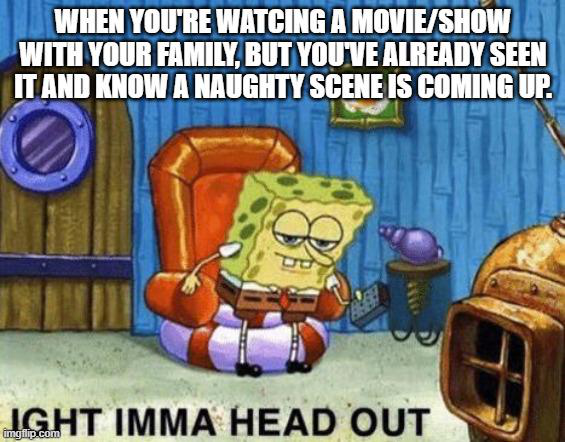 WHEN YOU'RE WATCING A MOVIE/SHOW
WITH YOUR FAMILY, BUT YOU'VE ALREADY SEEN
IT AND KNOW A NAUGHTY SCENE IS COMING UP.
IGHT IMMA HEAD OUT
imgflip.com